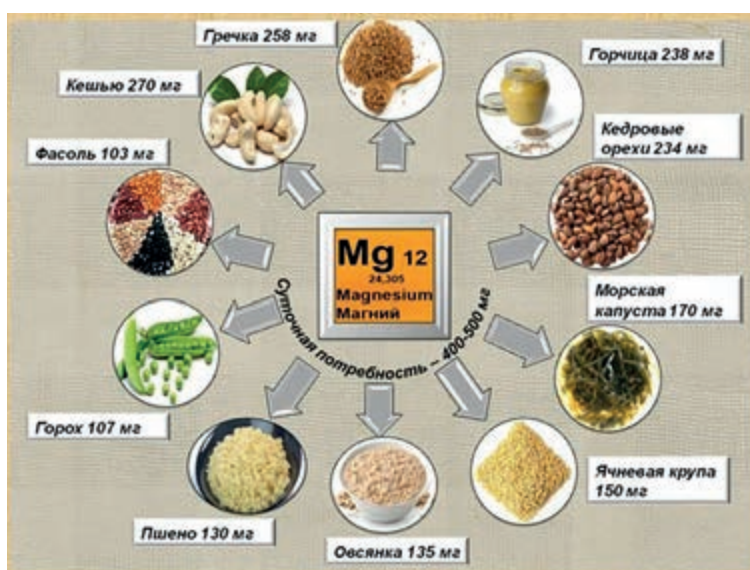 Гречка 258 мг
Горчица 238 мг
Кешью 270 мг
Кедровые
орехи 234 мг
Фасоль 103 мг
Mg 12
24,305
Magnesium
Магний
Суточная потребность – 400-500 мг
Морская
капуста 170 мг
Горох 107 мг
Ячневая крупа
150 мг
Пшено 130 мг
Овсянка 135 мг